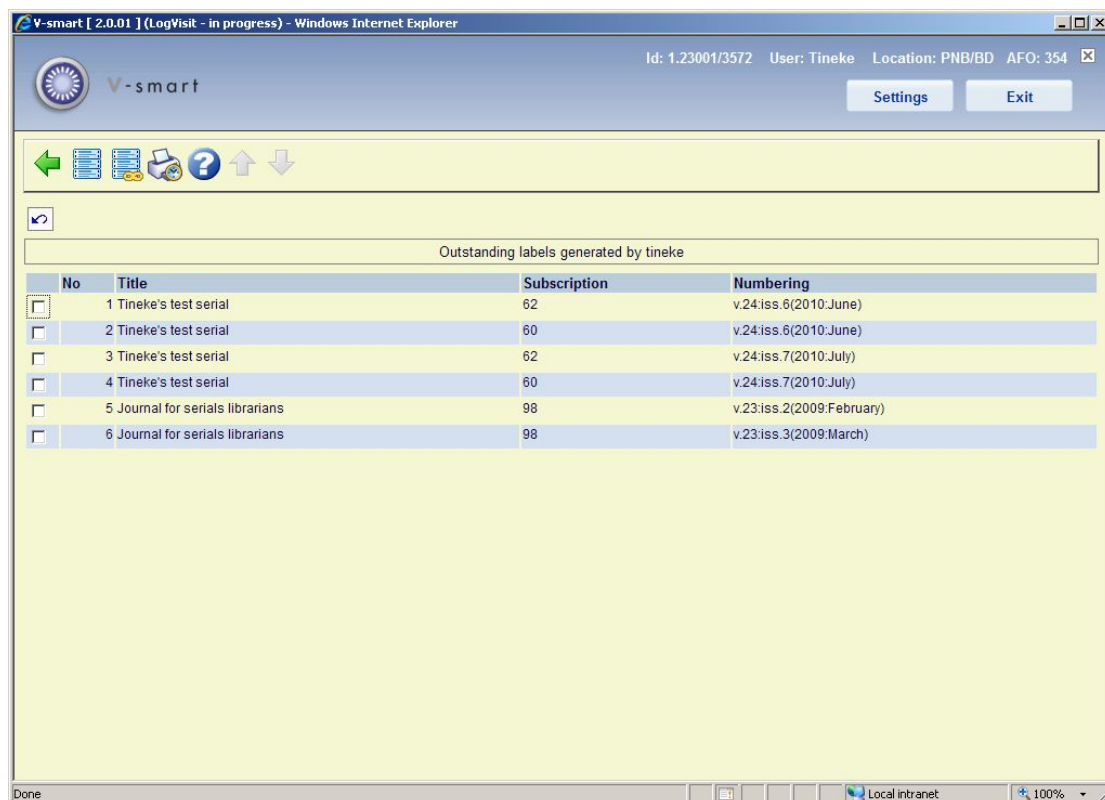 V-smart [ 2.0.01 ] (LogVisit - in progress) - Windows Internet Explorer
Id: 1.23001/3572 User: Tineke Location: PNB/BD AFO: 354
V-smart
Settings Exit
Outstanding labels generated by tineke
No Title Subscription Numbering
1 Tineke's test serial 62 v.24:iss.6(2010:June)
2 Tineke's test serial 60 v.24:iss.6(2010:June)
3 Tineke's test serial 62 v.24:iss.7(2010:July)
4 Tineke's test serial 60 v.24:iss.7(2010:July)
5 Journal for serials librarians 98 v.23:iss.2(2009:February)
6 Journal for serials librarians 98 v.23:iss.3(2009:March)
Done Local intranet 100%